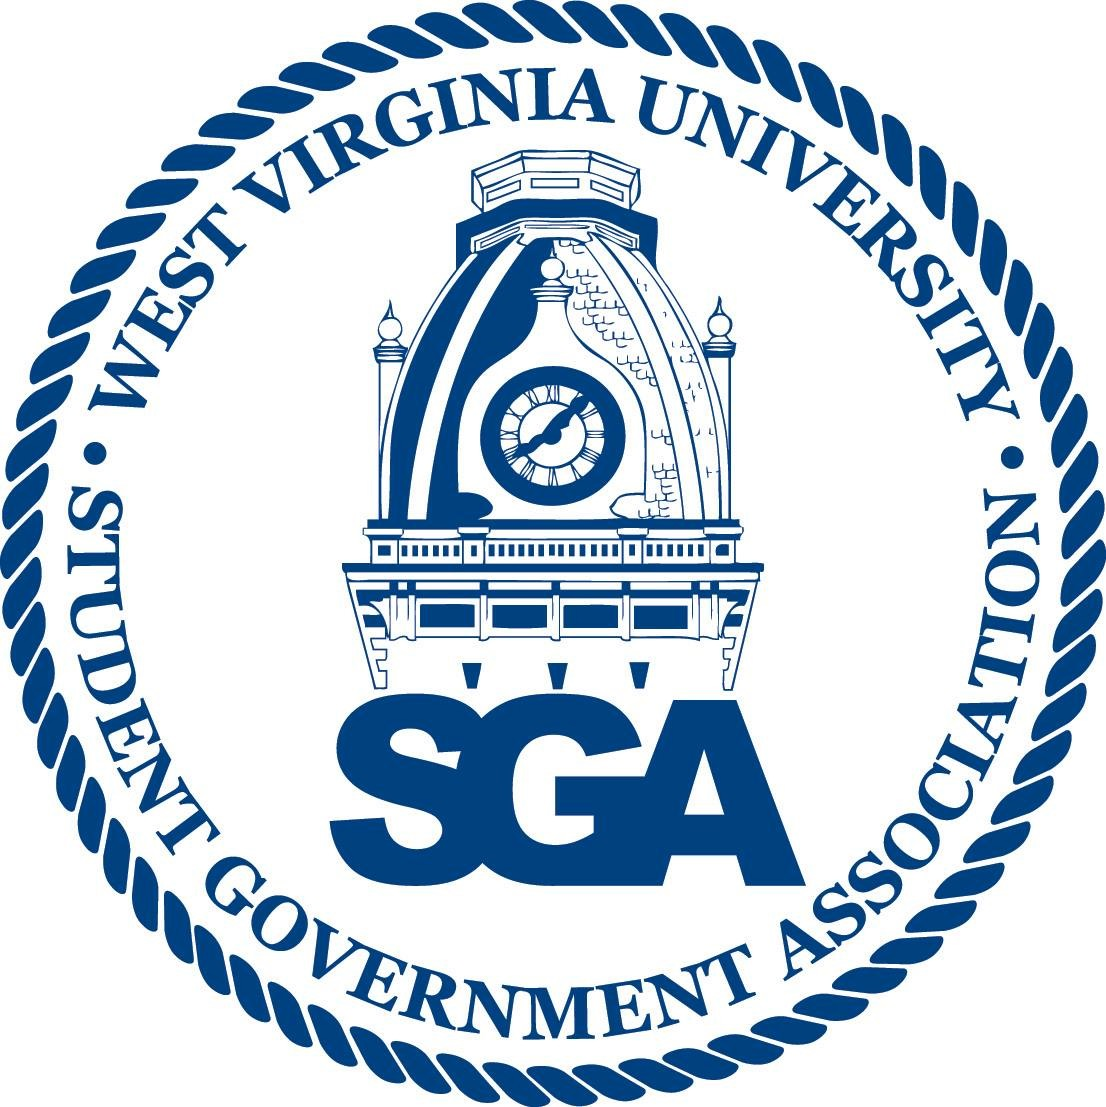 WEST VIRGINIA UNIVERSITY
SGA
STUDENT GOVERNMENT ASSOCIATION